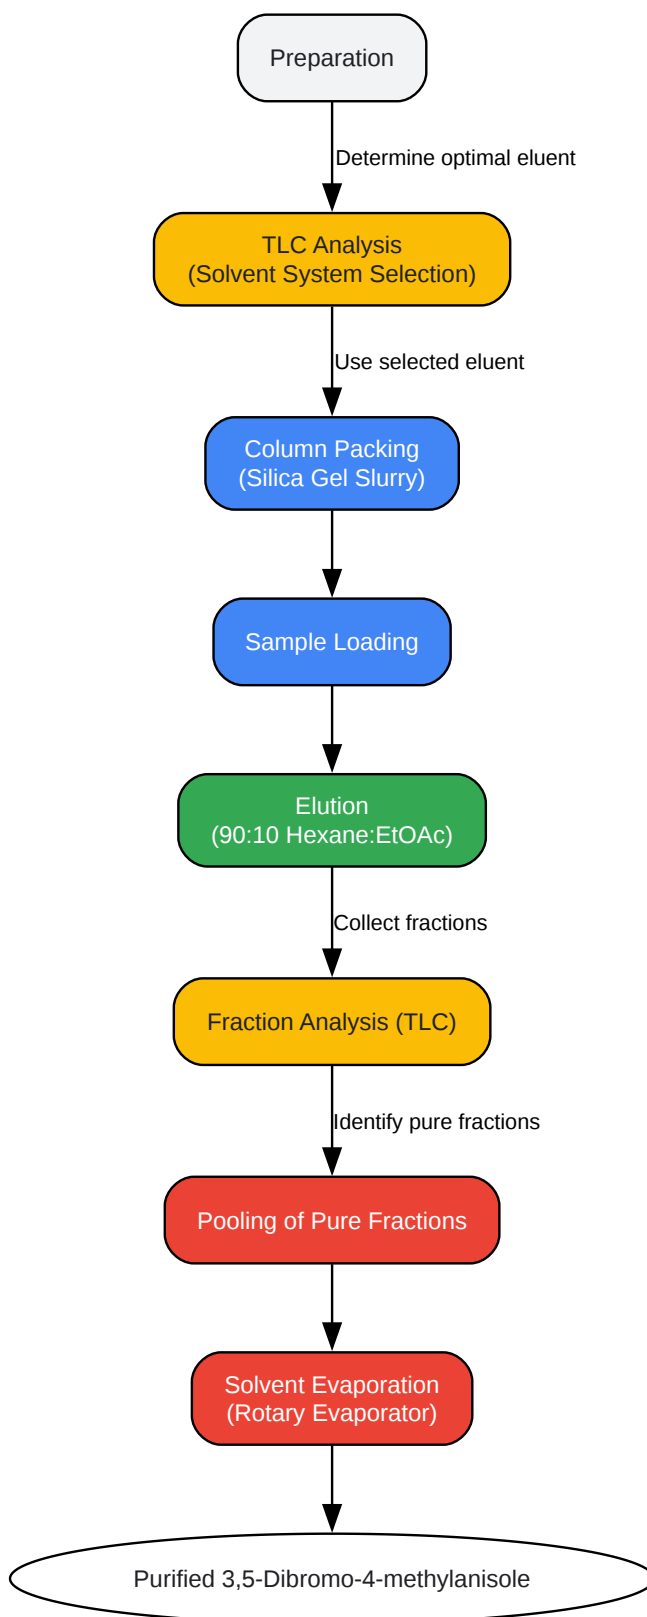 Preparation
Determine optimal eluent
TLC Analysis
(Solvent System Selection)
Use selected eluent
Column Packing
(Silica Gel Slurry)
Sample Loading
Elution
(90:10 Hexane:EtOAc)
Collect fractions
Fraction Analysis (TLC)
Identify pure fractions
Pooling of Pure Fractions
Solvent Evaporation
(Rotary Evaporator)
Purified 3,5-Dibromo-4-methylanisole